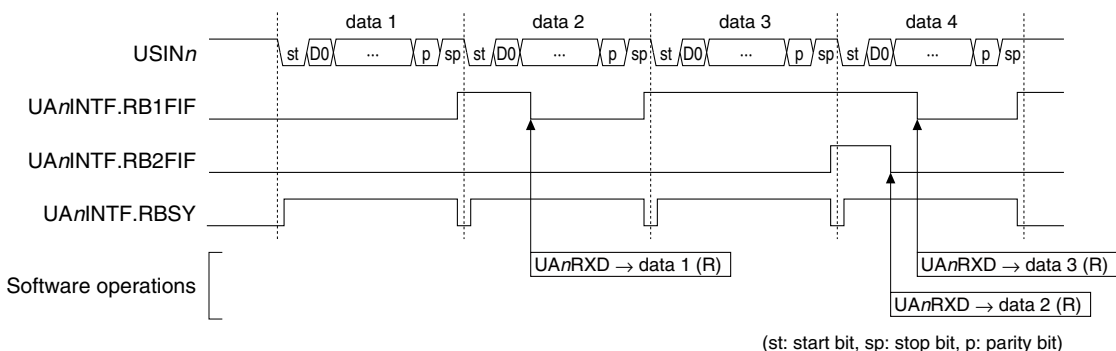 data 1 data 2 data 3 data 4
USINn st D0 ... p sp st D0 ... p sp st D0 ... p sp st D0 ... p sp
UAnINTF.RB1FIF
UAnINTF.RB2FIF
UAnINTF.RBSY
UAnRXD → data 1 (R) UAnRXD → data 3 (R)
Software operations
UAnRXD → data 2 (R)
(st: start bit, sp: stop bit, p: parity bit)